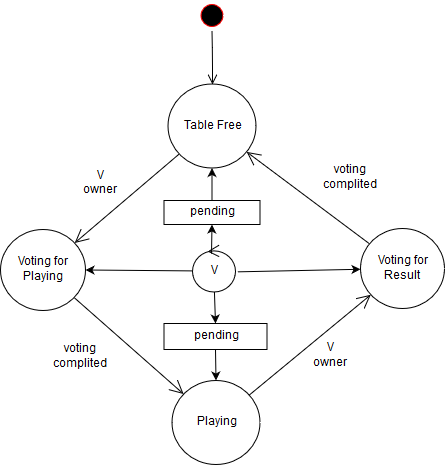 Table Free
V
owner
voting
complited
pending
Voting for
Playing
V
Voting for
Result
pending
voting
complited
V
owner
Playing